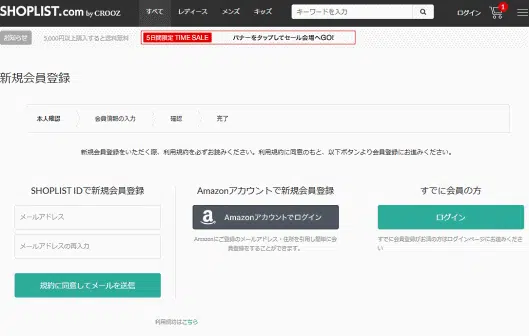 SHOPLIST.com by CROOZ
すべて
レディース
メンズ
キッズ
キーワードを入力
ログイン
1
お知らせ
5,000円以上購入すると送料無料
5日間限定 TIME SALE バナーをタップしてセール会場へGO!
新規会員登録
本人確認
会員情報の入力
確認
完了
新規会員登録をいただく際、利用規約を必ずお読みください。利用規約に同意のもと、以下ボタンより会員登録にお進みください。
SHOPLIST IDで新規会員登録
メールアドレス
メールアドレスの再入力
規約に同意してメールを送信
Amazonアカウントで新規会員登録
Amazonアカウントでログイン
Amazonにご登録のメールアドレス・住所を引用し簡単に会
員登録をすることができます。
すでに会員の方
ログイン
すでに会員登録がお済の方はログインページにお進みくださ
い
利用規約はこちら